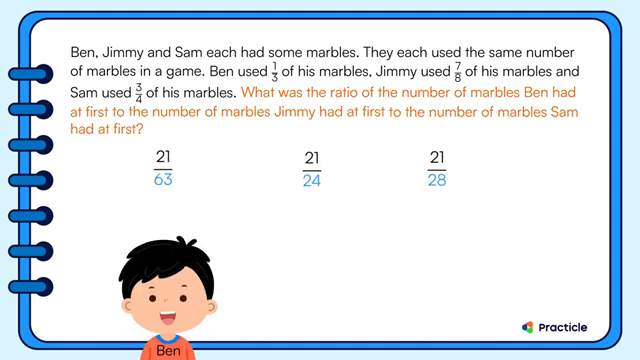 Ben, Jimmy and Sam each had some marbles. They each used the same number
of marbles in a game. Ben used 1/3 of his marbles, Jimmy used 7/8 of his marbles and
Sam used 3/4 of his marbles. What was the ratio of the number of marbles Ben had
at first to the number of marbles Jimmy had at first to the number of marbles Sam
had at first?
21/63 21/24 21/28
Ben
Practicle